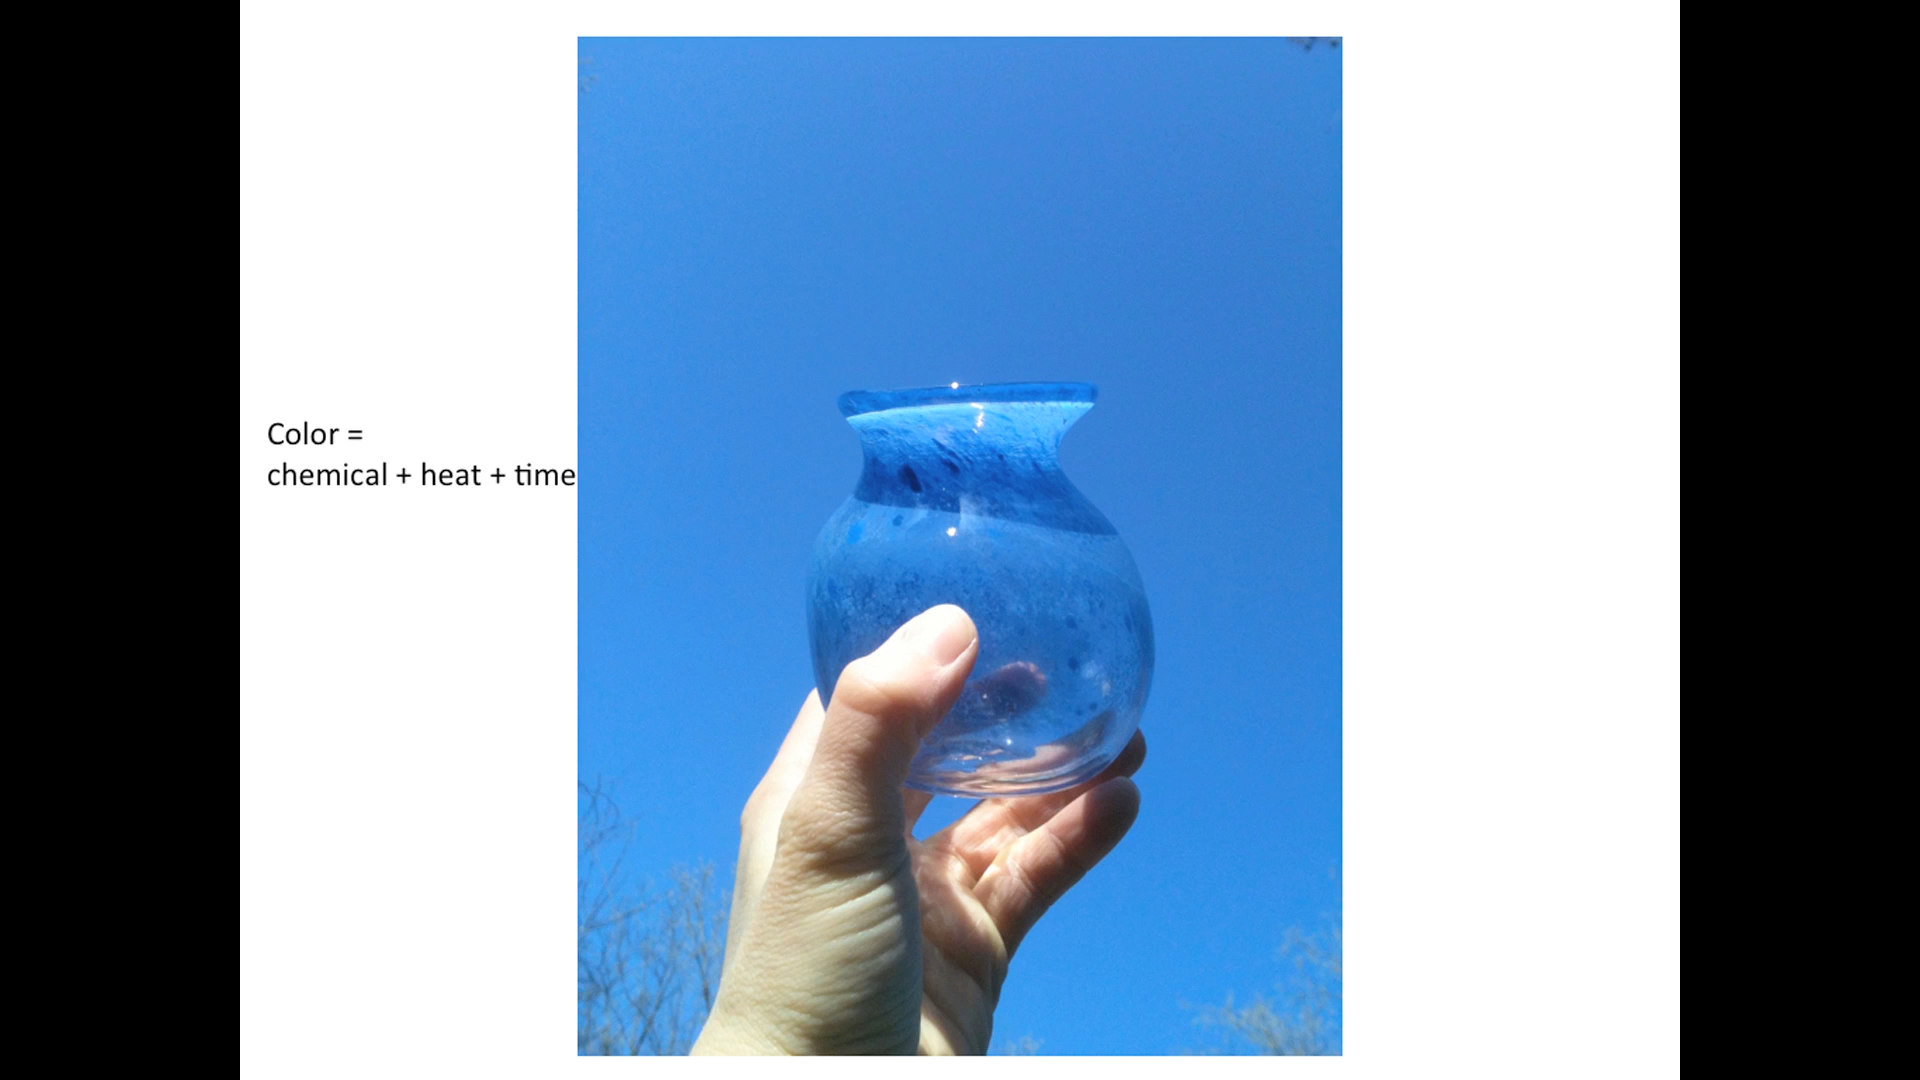 Color =
chemical + heat + time